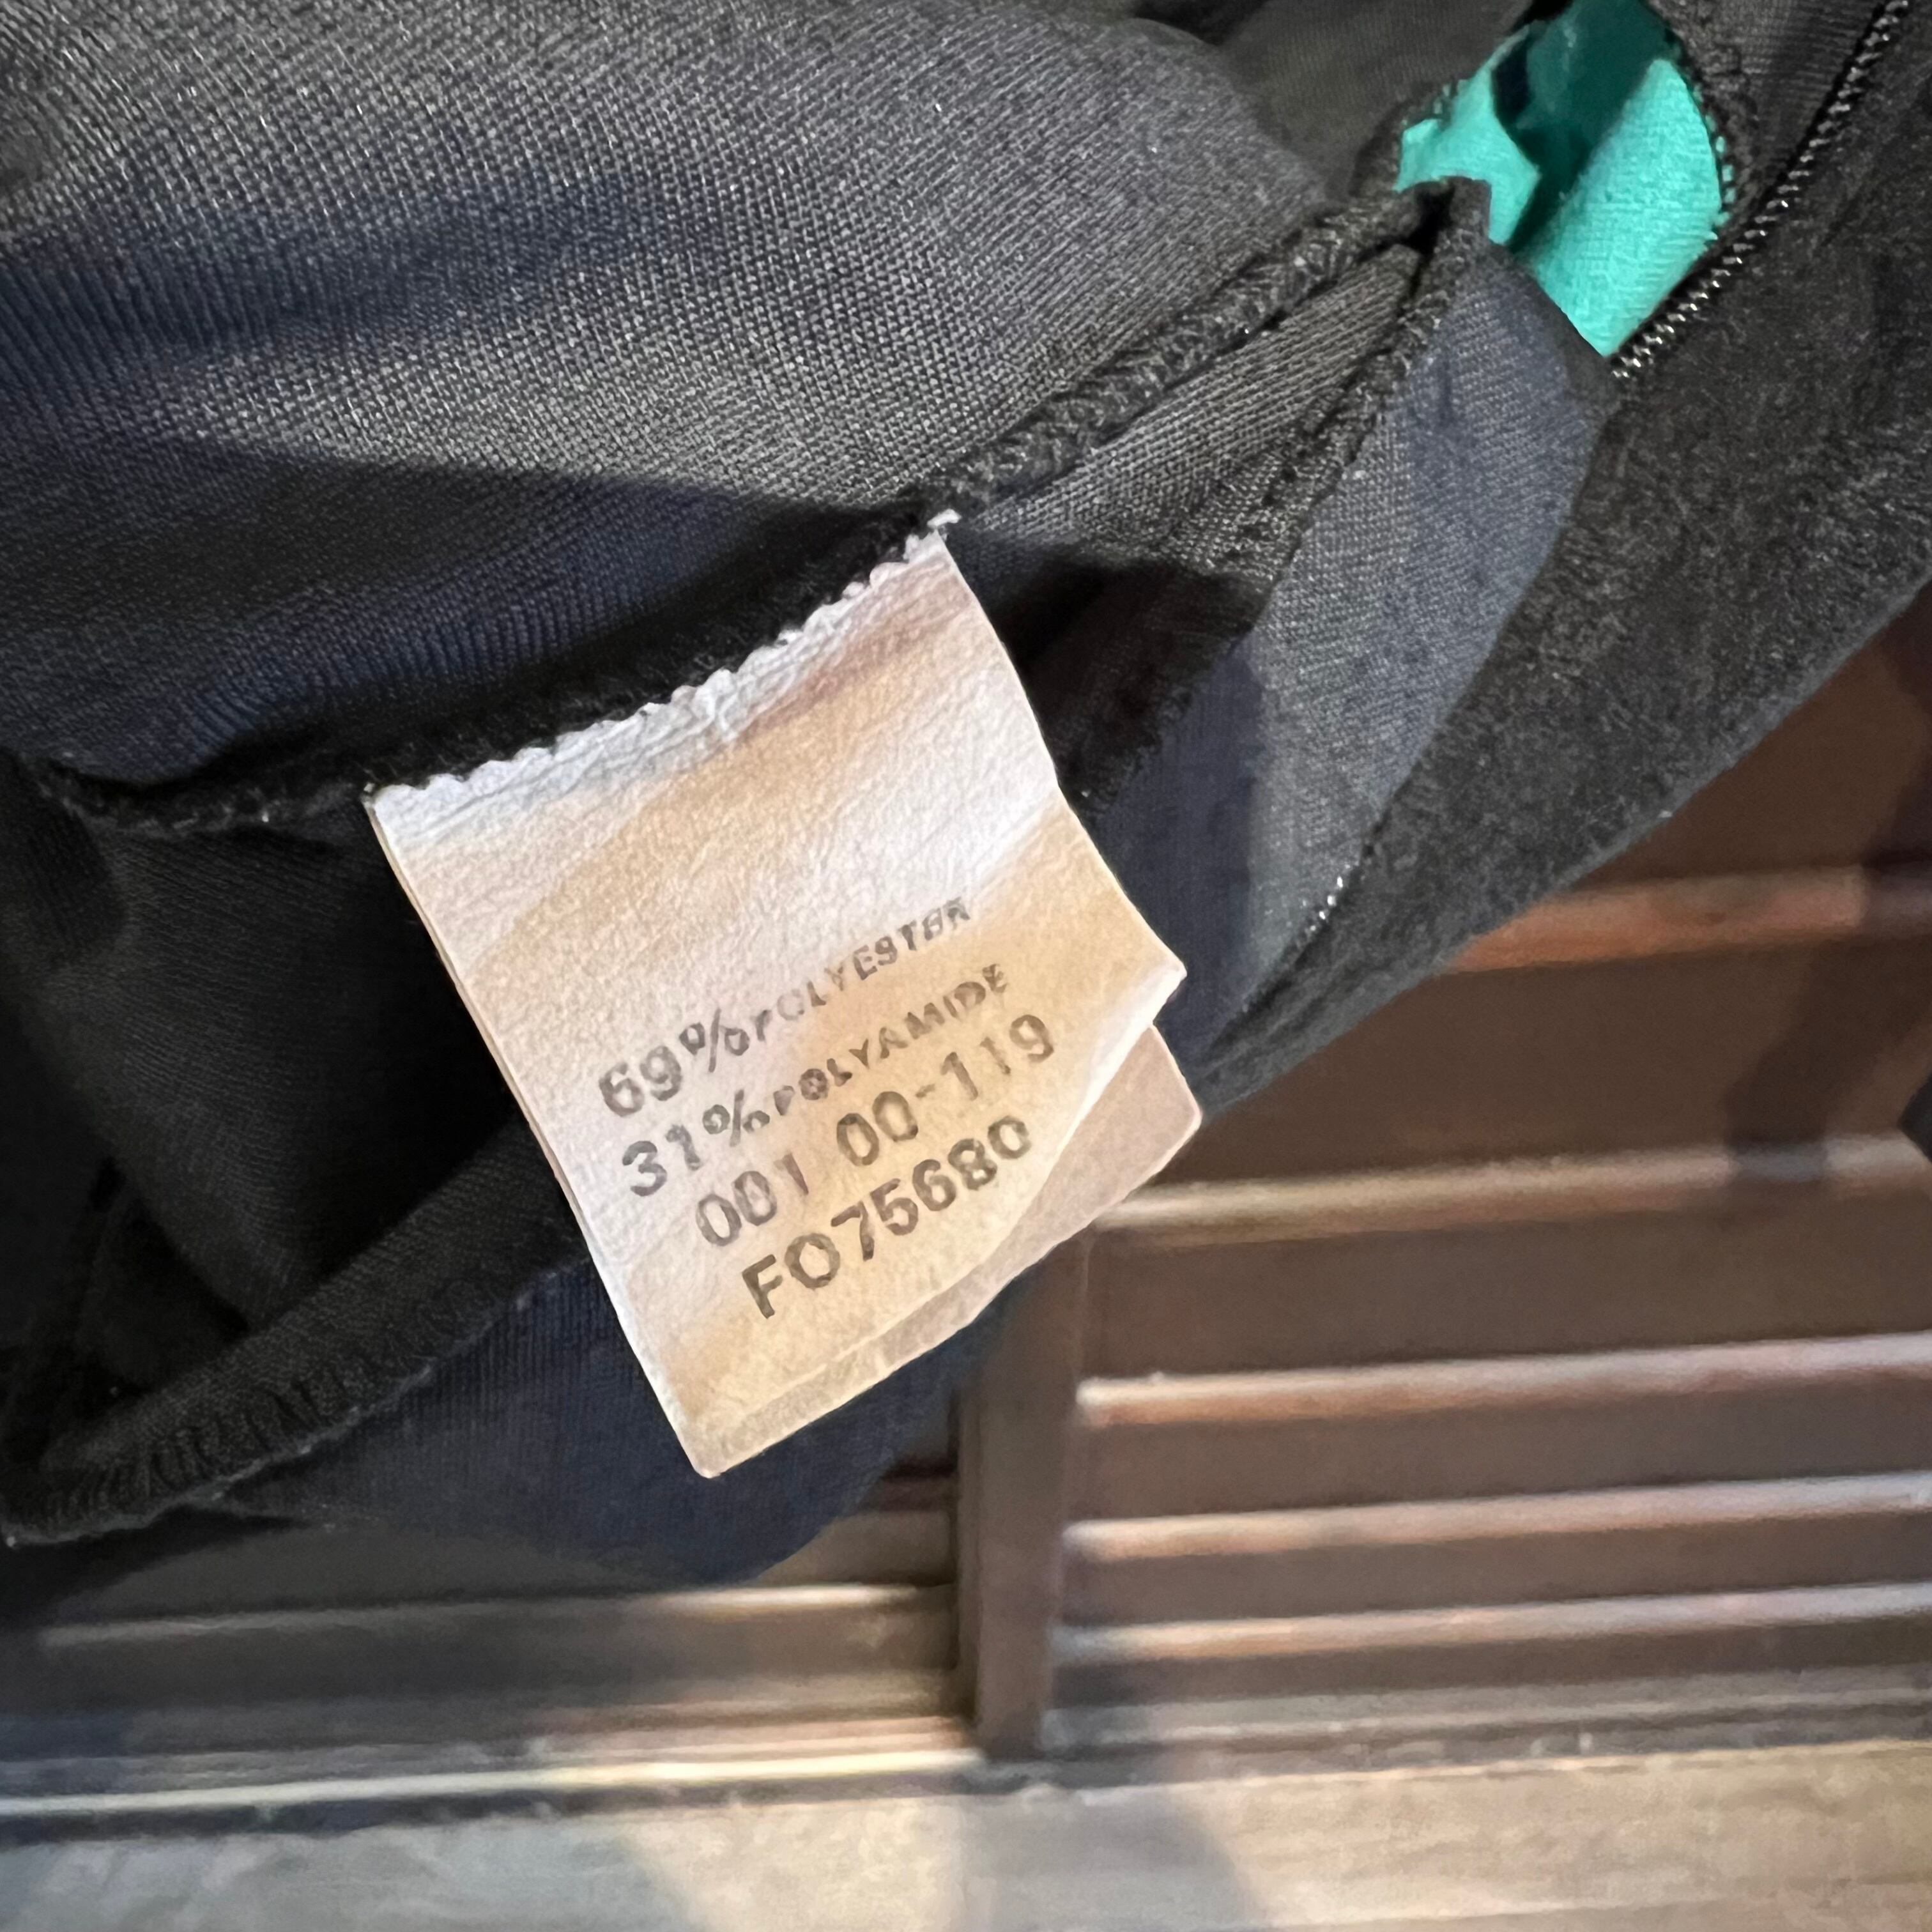 69%POLYESTER
31%POLYAMIDE
001 00-119
FO75680